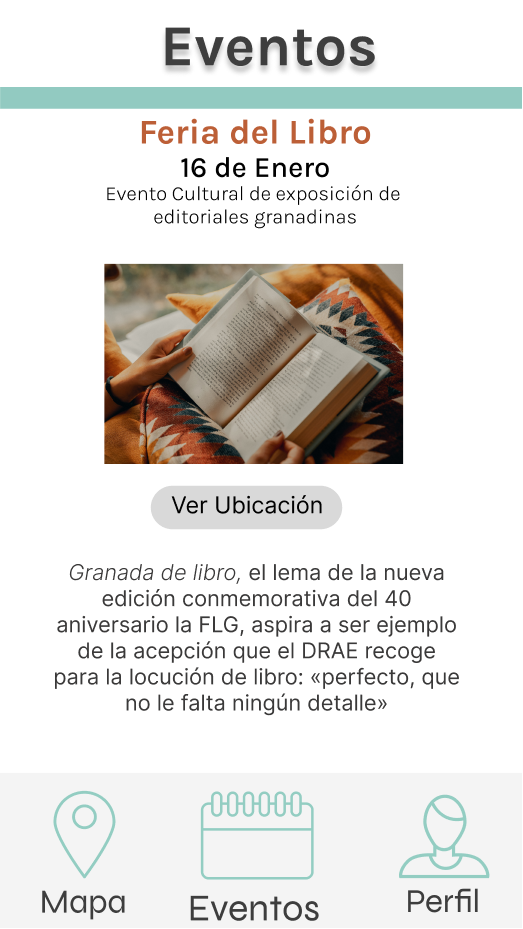 Eventos
Feria del Libro
16 de Enero
Evento Cultural de exposición de
editoriales granadinas
Ver Ubicación
Granada de libro, el lema de la nueva
edición conmemorativa del 40
aniversario la FLG, aspira a ser ejemplo
de la acepción que el DRAE recoge
para la locución de libro: «perfecto, que
no le falta ningún detalle»
Mapa
Eventos
Perfil